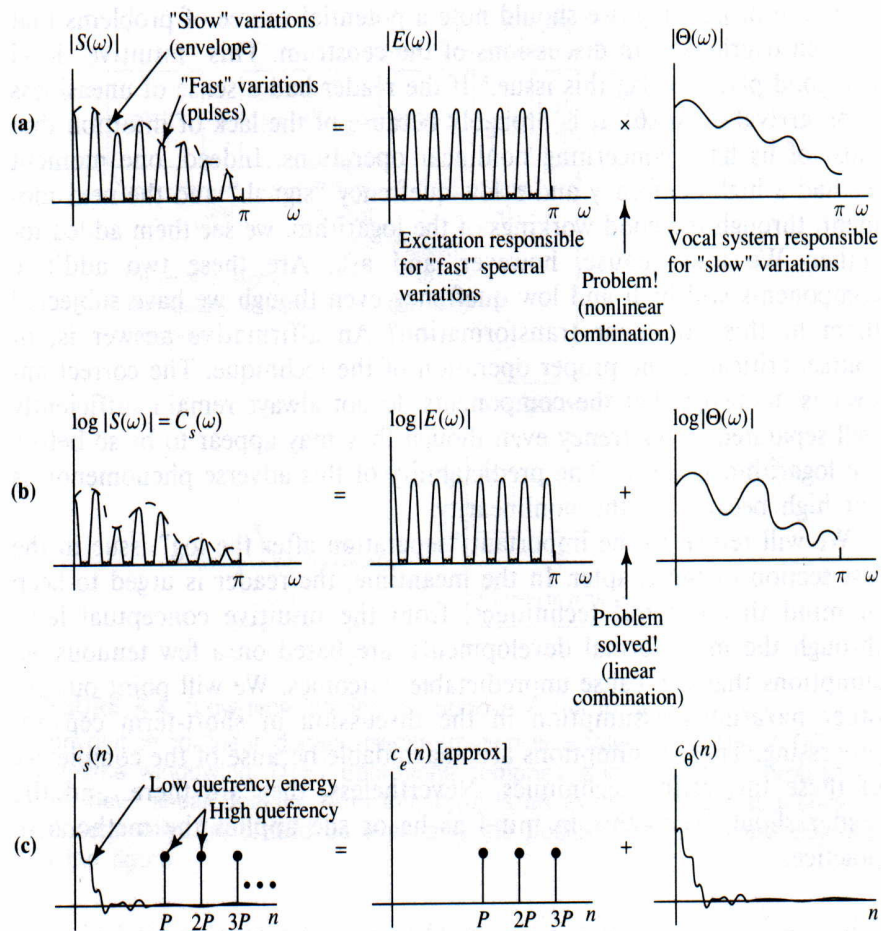 "Slow" variations
|S(ω)| (envelope) |E(ω)| |Θ(ω)|
"Fast" variations
(pulses)
(a) = ×
π ω π ω π ω
Excitation responsible Vocal system responsible
for "fast" spectral for "slow" variations
variations Problem!
(nonlinear
combination)
log |S(ω)| = C_s(ω) log|E(ω)| log|Θ(ω)|
(b) = +
π ω π ω π ω
Problem
solved!
(linear
combination)
c_s(n) c_e(n) [approx] c_θ(n)
Low quefrency energy
High quefrency
(c) = +
P 2P 3P n P 2P 3P n n